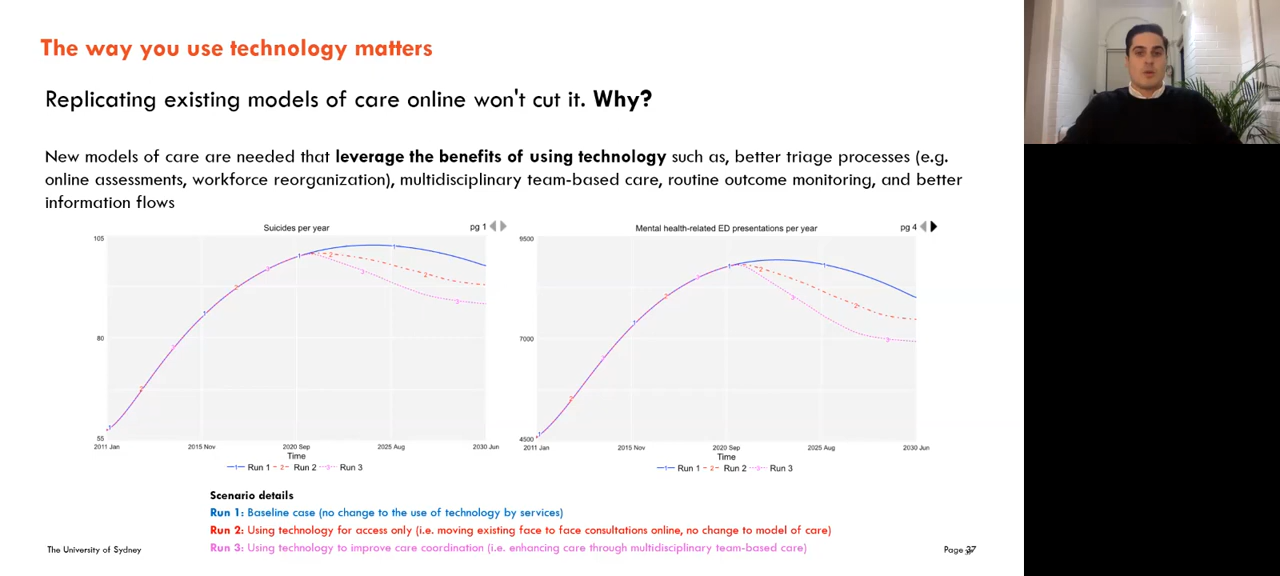 The way you use technology matters
Replicating existing models of care online won't cut it. Why?
New models of care are needed that leverage the benefits of using technology such as, better triage processes (e.g.
online assessments, workforce reorganization), multidisciplinary team-based care, routine outcome monitoring, and better
information flows
Suicides per year
pg 1
105
80
55
2011 Jan
2015 Nov
2020 Sep
2025 Aug
2030 Jun
Time
1 Run 1 2 Run 2 3 Run 3
Mental health-related ED presentations per year
pg 4
9500
7000
4500
2011 Jan
2015 Nov
2020 Sep
2025 Aug
2030 Jun
Time
1 Run 1 2 Run 2 3 Run 3
Scenario details
Run 1: Baseline case (no change to the use of technology by services)
Run 2: Using technology for access only (i.e. moving existing face to face consultations online, no change to model of care)
Run 3: Using technology to improve care coordination (i.e. enhancing care through multidisciplinary team-based care)
The University of Sydney
Page